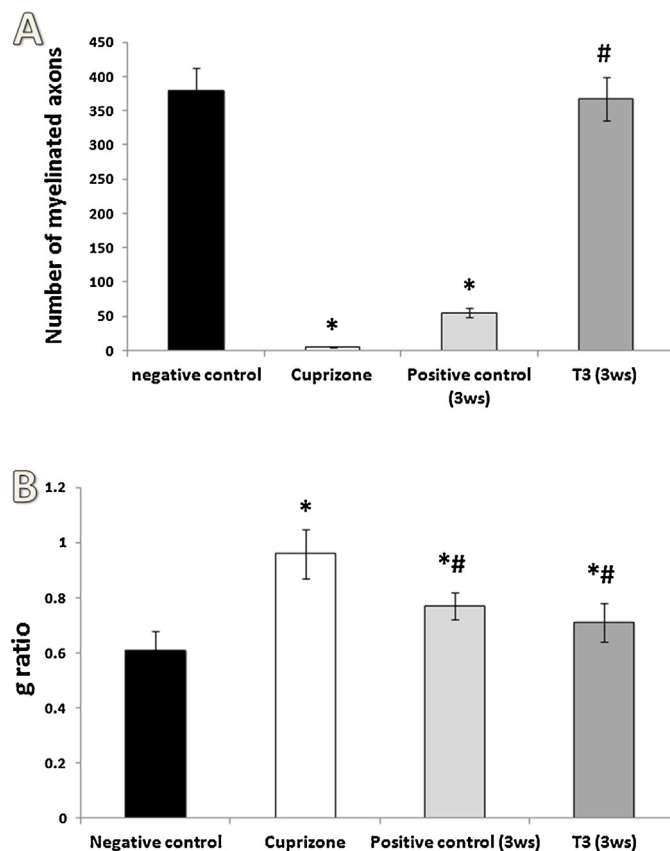 A
Number of myelinated axons
450
400
350
300
250
200
150
100
50
0
*
*
#
negative control
Cuprizone
Positive control
(3ws)
T3 (3ws)
B
g ratio
1.2
1
0.8
0.6
0.4
0.2
0
*
*#
*#
Negative control
Cuprizone
Positive control (3ws)
T3 (3ws)